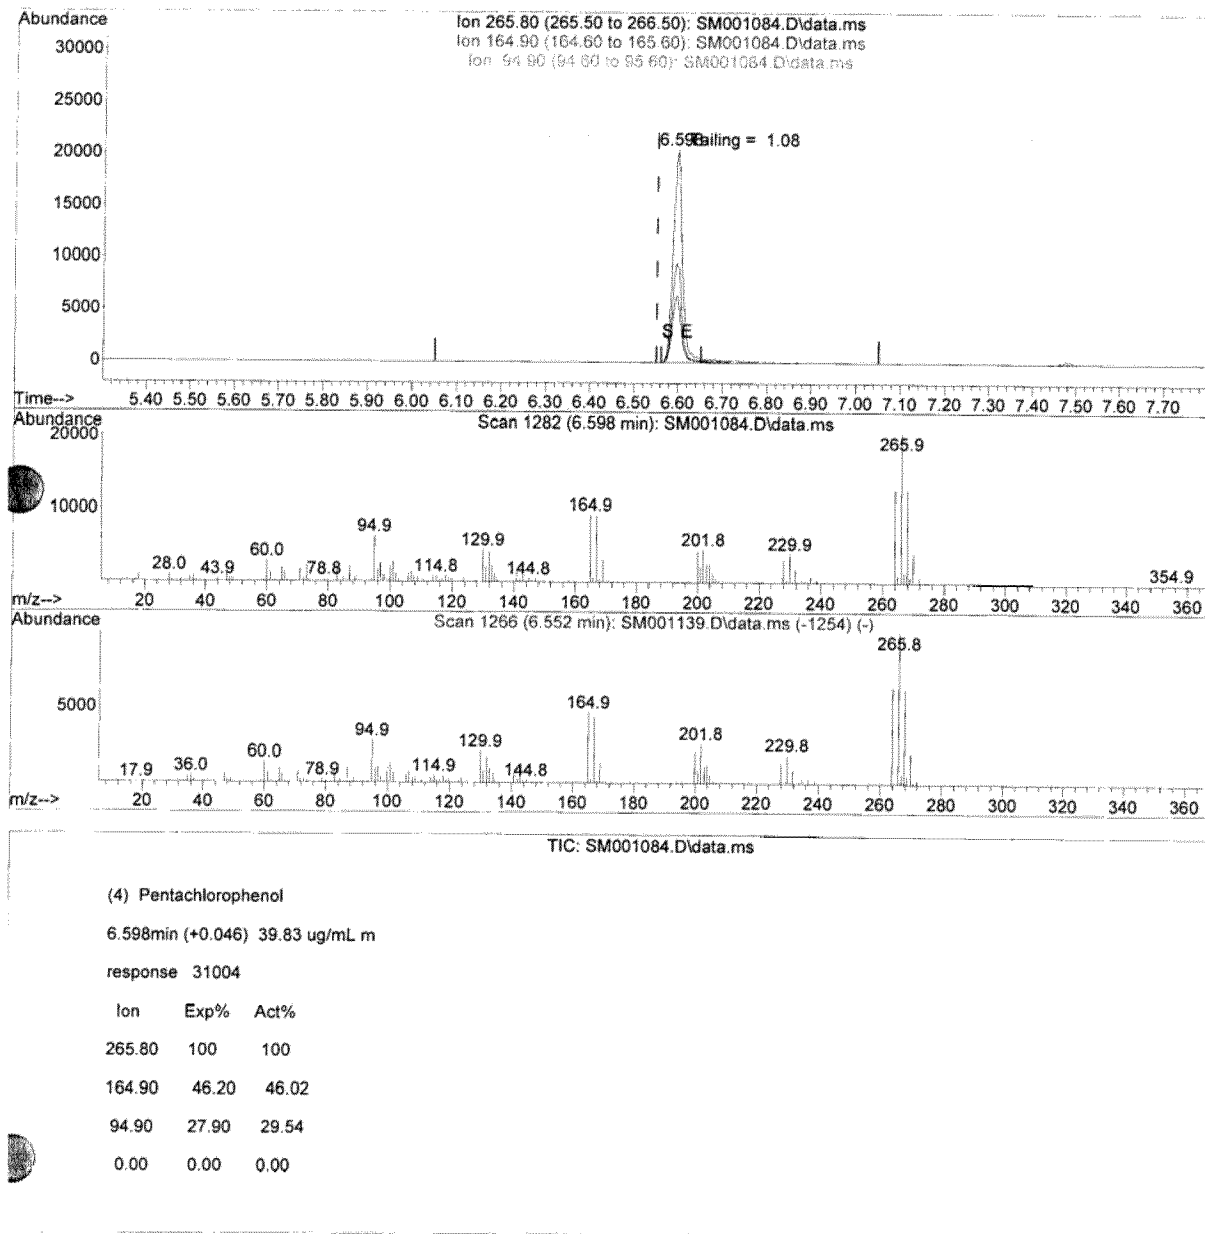 Abundance
Ion 265.80 (265.50 to 266.50): SM001084.D\data.ms
Ion 164.90 (164.60 to 165.60): SM001084.D\data.ms
Ion 94.90 (94.60 to 95.60): SM001084.D\data.ms
30000
25000
20000
15000
10000
5000
0
6.598 Tailing = 1.08
S E
Time-->
5.40 5.50 5.60 5.70 5.80 5.90 6.00 6.10 6.20 6.30 6.40 6.50 6.60 6.70 6.80 6.90 7.00 7.10 7.20 7.30 7.40 7.50 7.60 7.70
Abundance
Scan 1282 (6.598 min): SM001084.D\data.ms
20000
10000
28.0 43.9 60.0 78.8 94.9 114.8 129.9 144.8 164.9 201.8 229.9 265.9 354.9
m/z-->
20 40 60 80 100 120 140 160 180 200 220 240 260 280 300 320 340 360
Abundance
Scan 1266 (6.552 min): SM001139.D\data.ms (-1254) (-)
5000
17.9 36.0 60.0 78.9 94.9 114.9 129.9 144.8 164.9 201.8 229.8 265.8
m/z-->
20 40 60 80 100 120 140 160 180 200 220 240 260 280 300 320 340 360
TIC: SM001084.D\data.ms
(4) Pentachlorophenol
6.598min (+0.046) 39.83 ug/mL m
response 31004
Ion Exp% Act%
265.80 100 100
164.90 46.20 46.02
94.90 27.90 29.54
0.00 0.00 0.00